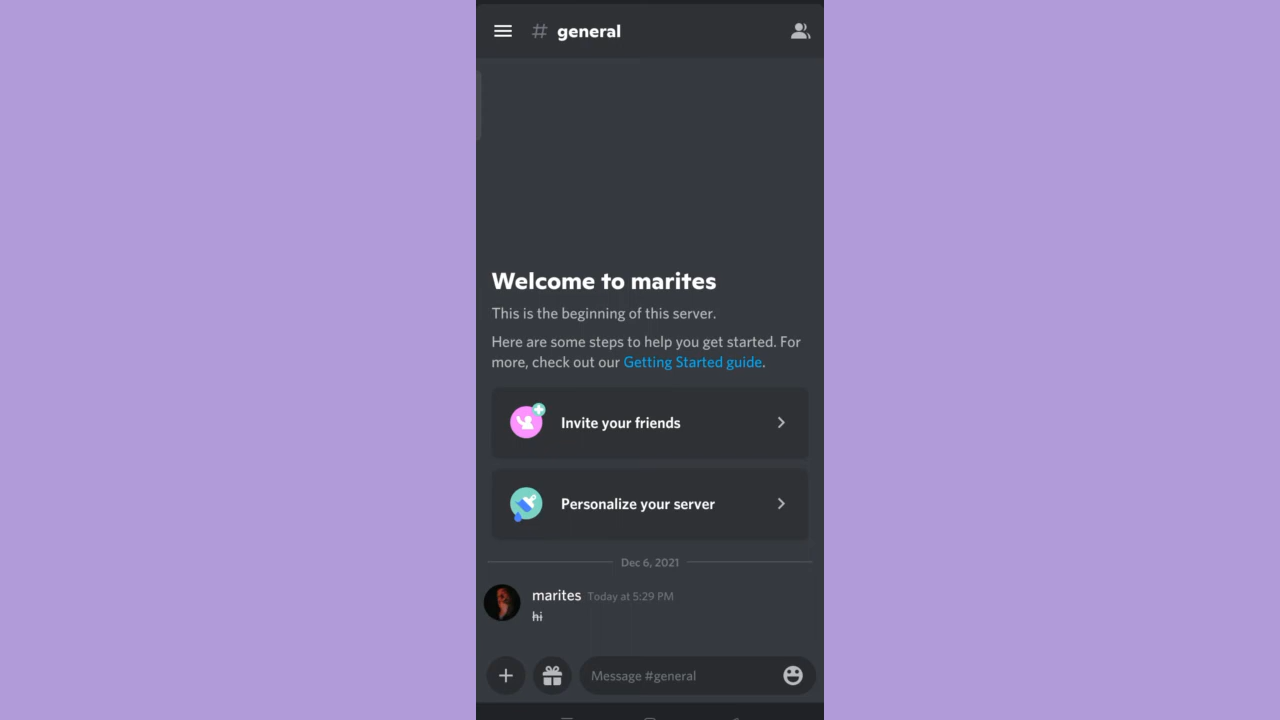 # general
Welcome to marites
This is the beginning of this server.
Here are some steps to help you get started. For
more, check out our Getting Started guide.
Invite your friends
Personalize your server
Dec 6, 2021
marites Today at 5:29 PM
hi
Message #general